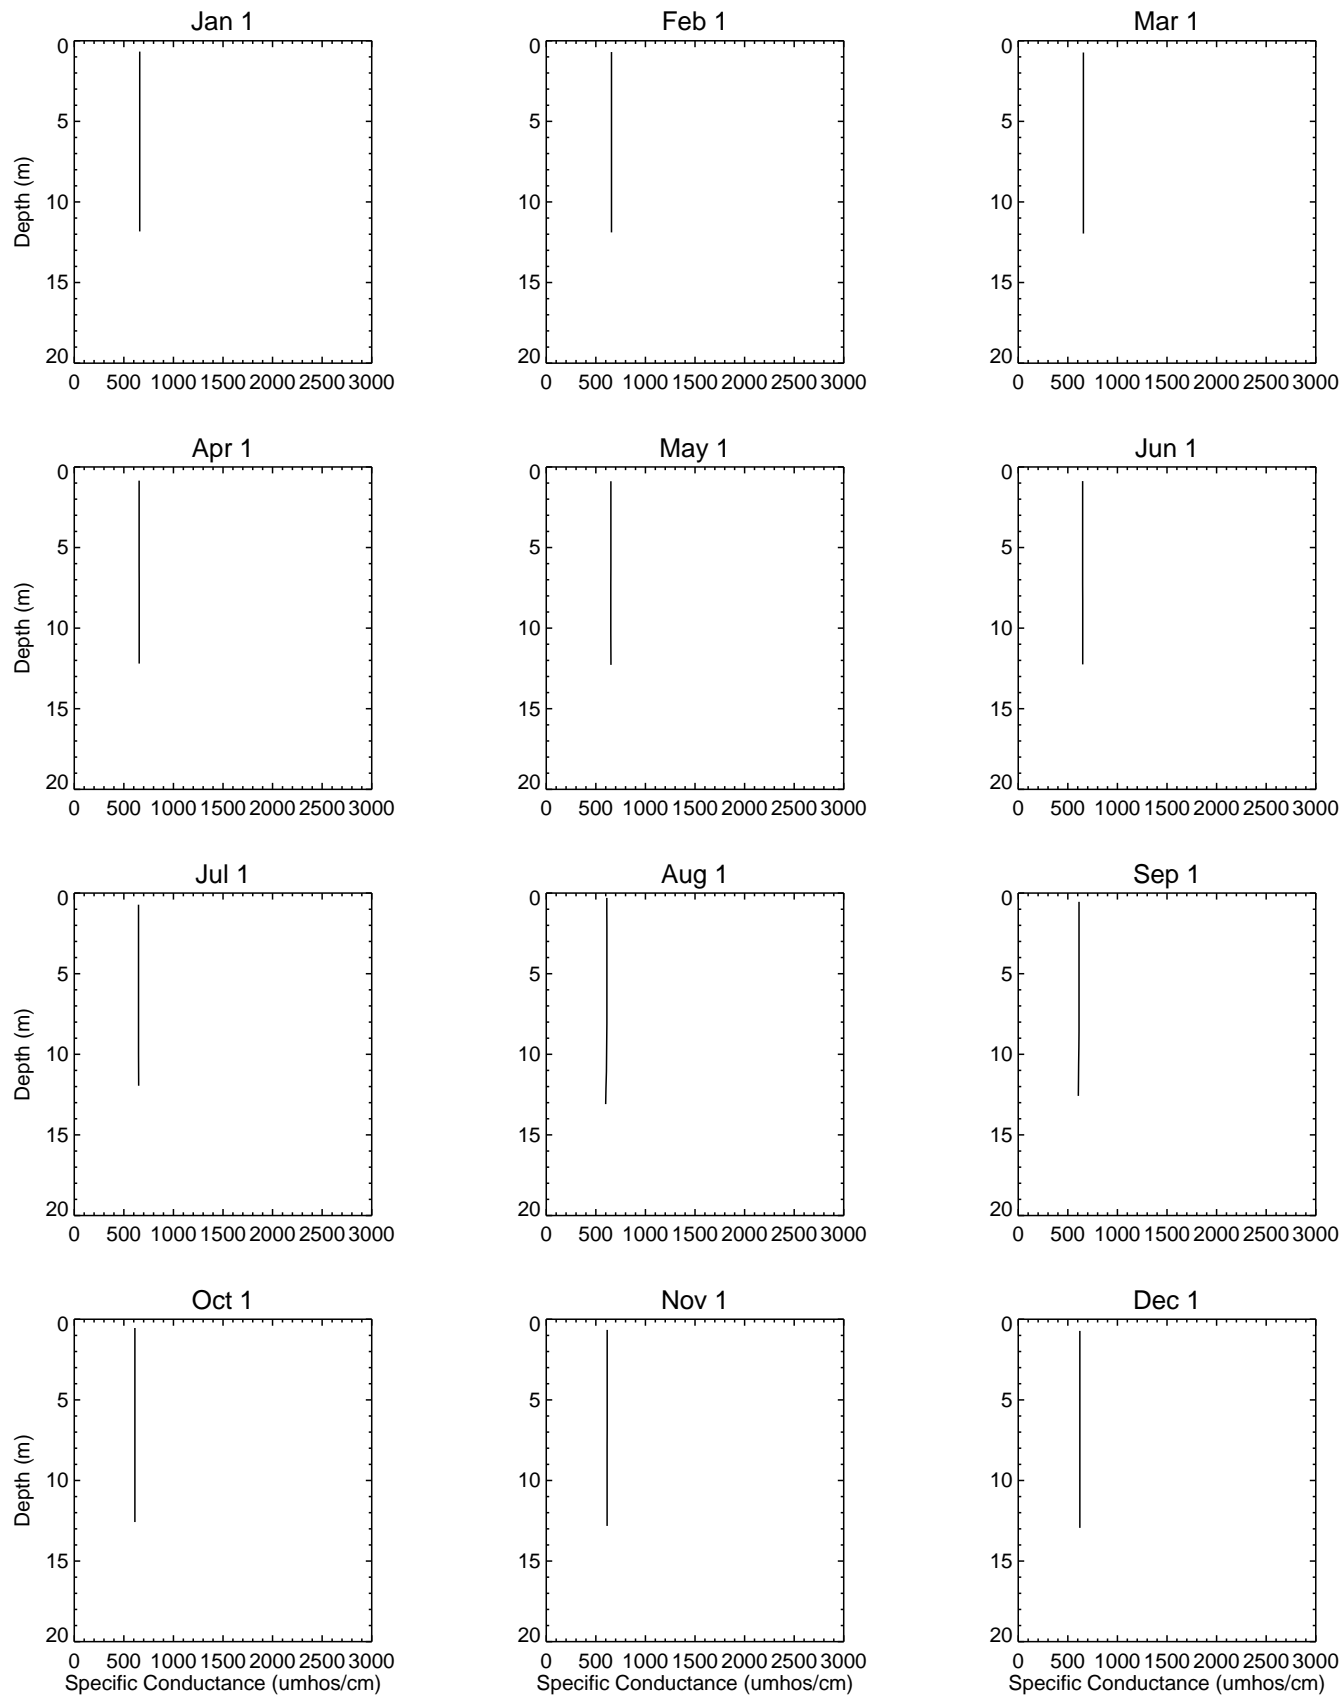 Jan 1 Feb 1 Mar 1
0 0 0
5 5 5
Depth (m)
10 10 10
15 15 15
20 20 20
0 500 1000 1500 2000 2500 3000 0 500 1000 1500 2000 2500 3000 0 500 1000 1500 2000 2500 3000
Apr 1 May 1 Jun 1
0 0 0
5 5 5
Depth (m)
10 10 10
15 15 15
20 20 20
0 500 1000 1500 2000 2500 3000 0 500 1000 1500 2000 2500 3000 0 500 1000 1500 2000 2500 3000
Jul 1 Aug 1 Sep 1
0 0 0
5 5 5
Depth (m)
10 10 10
15 15 15
20 20 20
0 500 1000 1500 2000 2500 3000 0 500 1000 1500 2000 2500 3000 0 500 1000 1500 2000 2500 3000
Oct 1 Nov 1 Dec 1
0 0 0
5 5 5
Depth (m)
10 10 10
15 15 15
20 20 20
0 500 1000 1500 2000 2500 3000 0 500 1000 1500 2000 2500 3000 0 500 1000 1500 2000 2500 3000
Specific Conductance (umhos/cm) Specific Conductance (umhos/cm) Specific Conductance (umhos/cm)